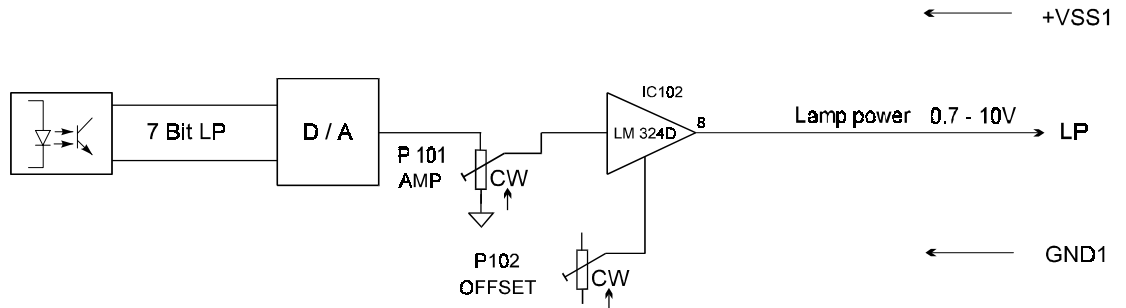 +VSS1
IC102
7 Bit LP
D / A
LM 324D
8
Lamp power 0.7 - 10V
LP
P 101
AMP
CW
P102
OFFSET
CW
GND1